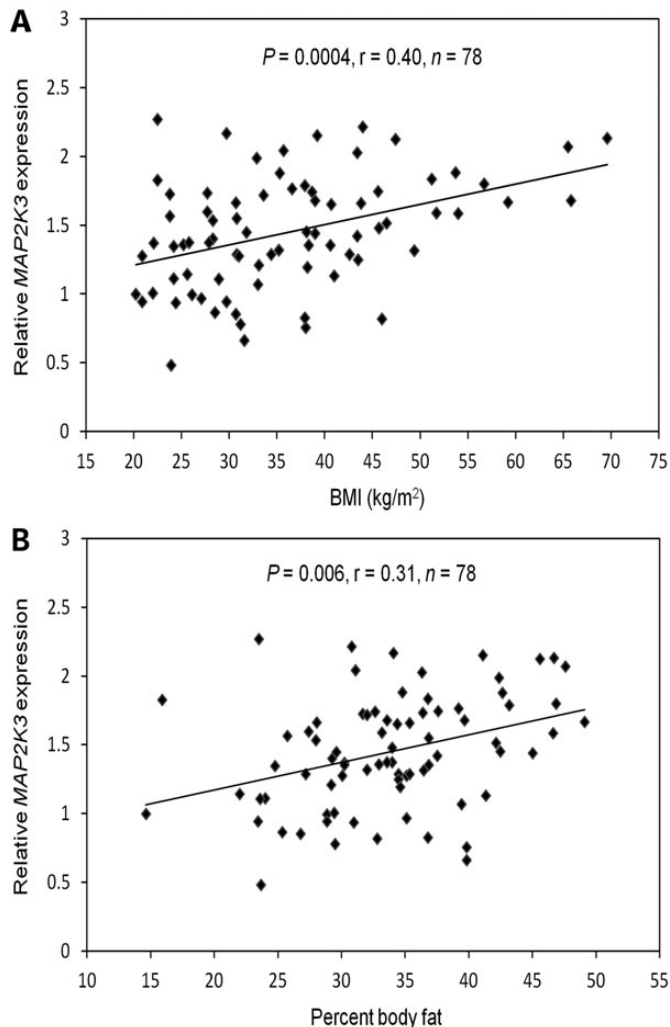 A
3
P = 0.0004, r = 0.40, n = 78
2.5
2
1.5
1
0.5
0
Relative MAP2K3 expression
15 20 25 30 35 40 45 50 55 60 65 70 75
BMI (kg/m²)
B
3
P = 0.006, r = 0.31, n = 78
2.5
2
1.5
1
0.5
0
Relative MAP2K3 expression
10 15 20 25 30 35 40 45 50 55
Percent body fat